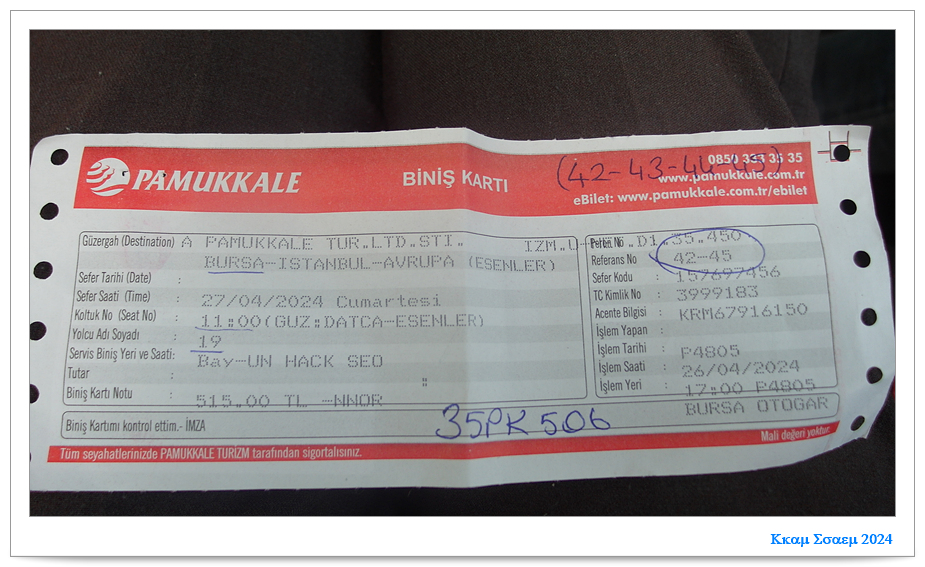 PAMUKKALE
BİNİŞ KARTI
(42-43-44-45)
0850 333 35 35
www.pamukkale.com.tr
eBilet: www.pamukkale.com.tr/ebilet
Güzergah (Destination) A PAMUKKALE TUR.LTD.STI. IZM.U
BURSA-ISTANBUL-AVRUPA (ESENLER)
Sefer Tarihi (Date) :
Sefer Saati (Time) : 27/04/2024 Cumartesi
Koltuk No (Seat No) : 11:00(GUZ:DATCA-ESENLER)
Yolcu Adı Soyadı : 19
Servis Biniş Yeri ve Saati: Bay-UN HACK SEO
Tutar :
Biniş Kartı Notu : 515.00 TL -NNOR "
Peron No .D1.35.450
Referans No 42-45
Sefer Kodu : 157697456
TC Kimlik No : 3999183
Acente Bilgisi : KRM67916150
İşlem Yapan :
İşlem Tarihi : P4805
İşlem Saati : 26/04/2024
İşlem Yeri : 17:00 P4805
BURSA OTOGAR
Biniş Kartımı kontrol ettim.- İMZA
35PK506
Mali değeri yoktur.
Tüm seyahatlerinizde PAMUKKALE TURİZM tarafından sigortalısınız.
Κκαμ Σσαεμ 2024